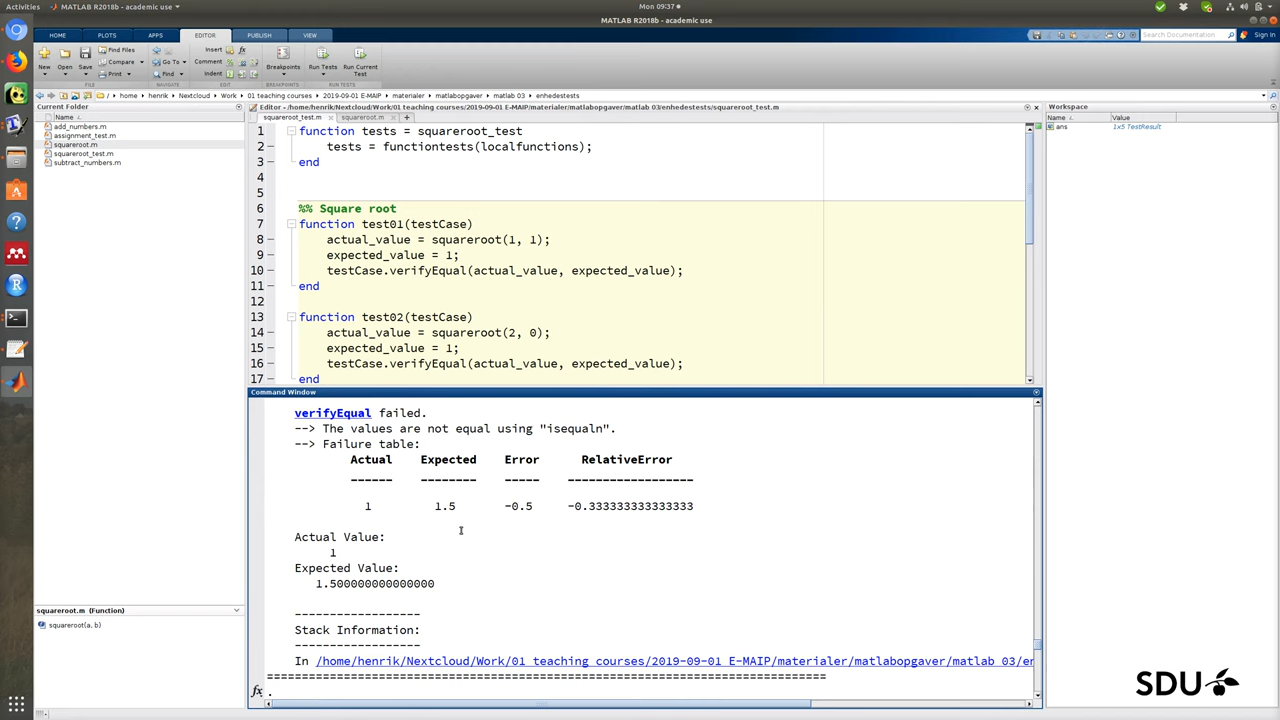 Activities
MATLAB R2018b - academic use
Mon 09:37
MATLAB R2018b - academic use
HOME PLOTS APPS EDITOR PUBLISH VIEW
Search Documentation
Sign In
New Open Save
Find Files
Compare
Print
Go To
Find
Insert
Comment
Indent
Breakpoints
Run Tests
Run Current Test
FILE NAVIGATE EDIT BREAKPOINTS RUN TESTS
/ home henrik Nextcloud Work 01 teaching courses 2019-09-01 E-MAIP materialer matlabopgaver matlab 03 enhedestests
Current Folder
Name
add_numbers.m
assignment_test.m
squareroot.m
squareroot_test.m
subtract_numbers.m
squareroot.m (Function)
squareroot(a, b)
Editor - /home/henrik/Nextcloud/Work/01 teaching courses/2019-09-01 E-MAIP/materialer/matlabopgaver/matlab 03/enhedestests/squareroot_test.m
squareroot_test.m squareroot.m
1 function tests = squareroot_test
2 tests = functiontests(localfunctions);
3 end
4
5
6 %% Square root
7 function test01(testCase)
8 actual_value = squareroot(1, 1);
9 expected_value = 1;
10 testCase.verifyEqual(actual_value, expected_value);
11 end
12
13 function test02(testCase)
14 actual_value = squareroot(2, 0);
15 expected_value = 1;
16 testCase.verifyEqual(actual_value, expected_value);
17 end
Command Window
verifyEqual failed.
--> The values are not equal using "isequaln".
--> Failure table:
Actual Expected Error RelativeError
------ -------- ----- ------------------
1 1.5 -0.5 -0.333333333333333
Actual Value:
1
Expected Value:
1.500000000000000
------------------
Stack Information:
------------------
In /home/henrik/Nextcloud/Work/01 teaching courses/2019-09-01 E-MAIP/materialer/matlabopgaver/matlab 03/en
================================================================================
fx .
Workspace
Name Value
ans 1x5 TestResult
SDU